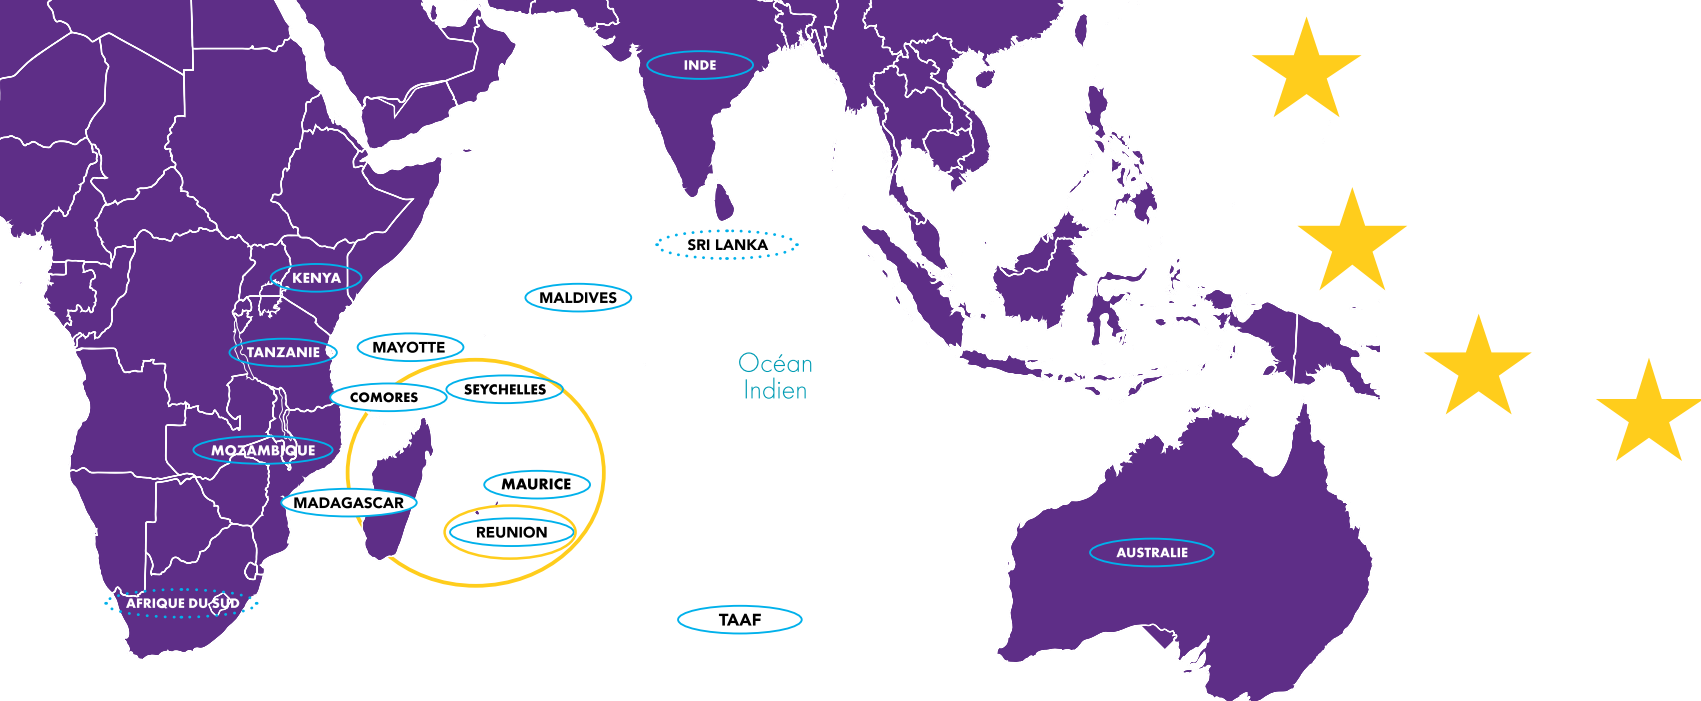 INDE
SRI LANKA
KENYA
MALDIVES
MAYOTTE
TANZANIE
Océan
Indien
SEYCHELLES
COMORES
MOZAMBIQUE
MAURICE
MADAGASCAR
REUNION
AUSTRALIE
AFRIQUE DU SUD
TAAF